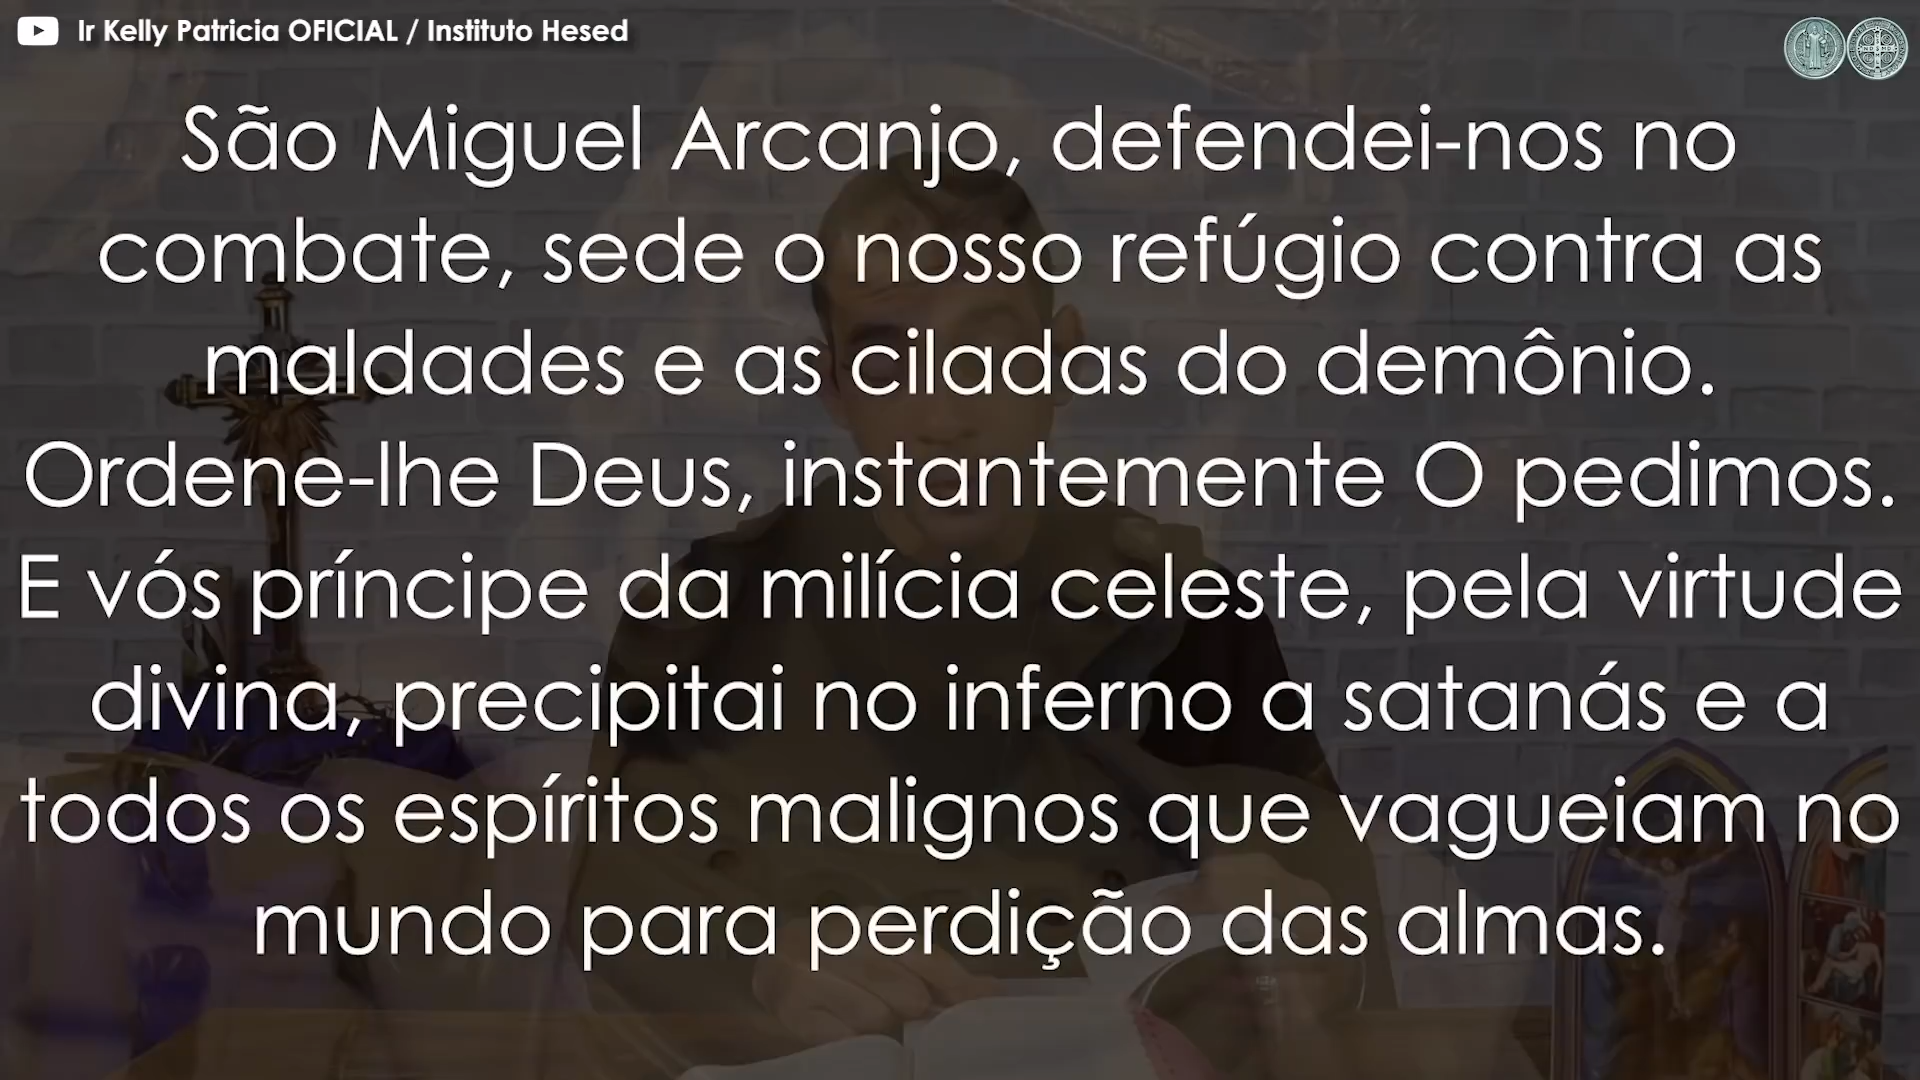 Ir Kelly Patricia OFICIAL / Instituto Hesed
São Miguel Arcanjo, defendei-nos no
combate, sede o nosso refúgio contra as
maldades e as ciladas do demônio.
Ordene-lhe Deus, instantemente O pedimos.
E vós príncipe da milícia celeste, pela virtude
divina, precipitai no inferno a satanás e a
todos os espíritos malignos que vagueiam no
mundo para perdição das almas.